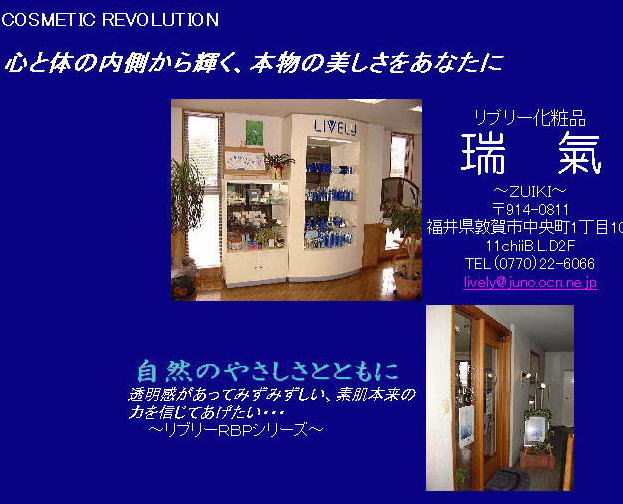 COSMETIC REVOLUTION
心と体の内側から輝く、本物の美しさをあなたに
LIVELY
リブリー化粧品
瑞 氣
～ZUIKI～
〒914-0811
福井県敦賀市中央町1丁目10
11chiiB.L.D2F
TEL(0770)22-6066
lively@juno.ocn.ne.jp
自然のやさしさとともに
透明感があってみずみずしい、素肌本来の
力を信じてあげたい・・・
～リブリーRBPシリーズ～